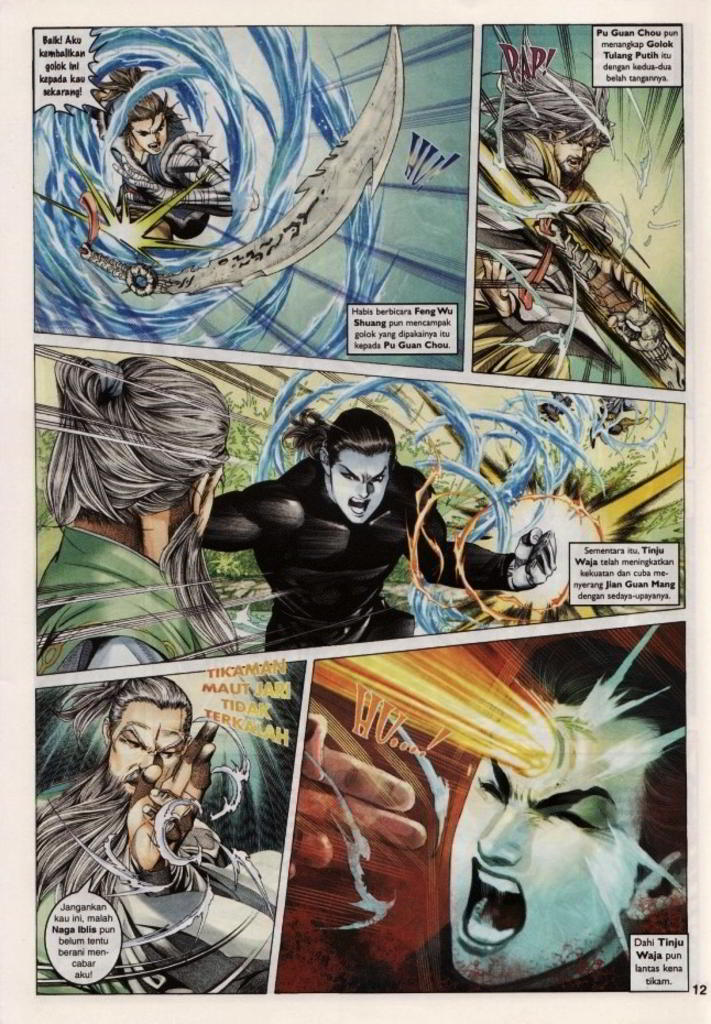 Baik! Aku
kembalikan
golok ini
kepada kau
sekarang!
HU!
Habis berbicara Feng Wu
Shuang pun mencampak
golok yang dipakainya itu
kepada Pu Guan Chou.
PAP!
Pu Guan Chou pun
menangkap Golok
Tulang Putih itu
dengan kedua-dua
belah tangannya.
Sementara itu, Tinju
Waja telah meningkatkan
kekuatan dan cuba me-
nyerang Jian Guan Mang
dengan sedaya-upayanya.
TIKAMAN
MAUT JARI
TIDAK
TERKALAH
Jangankan
kau ini, malah
Naga Iblis pun
belum tentu
berani men-
cabar
aku!
HU....!
Dahi Tinju
Waja pun
lantas kena
tikam.
12